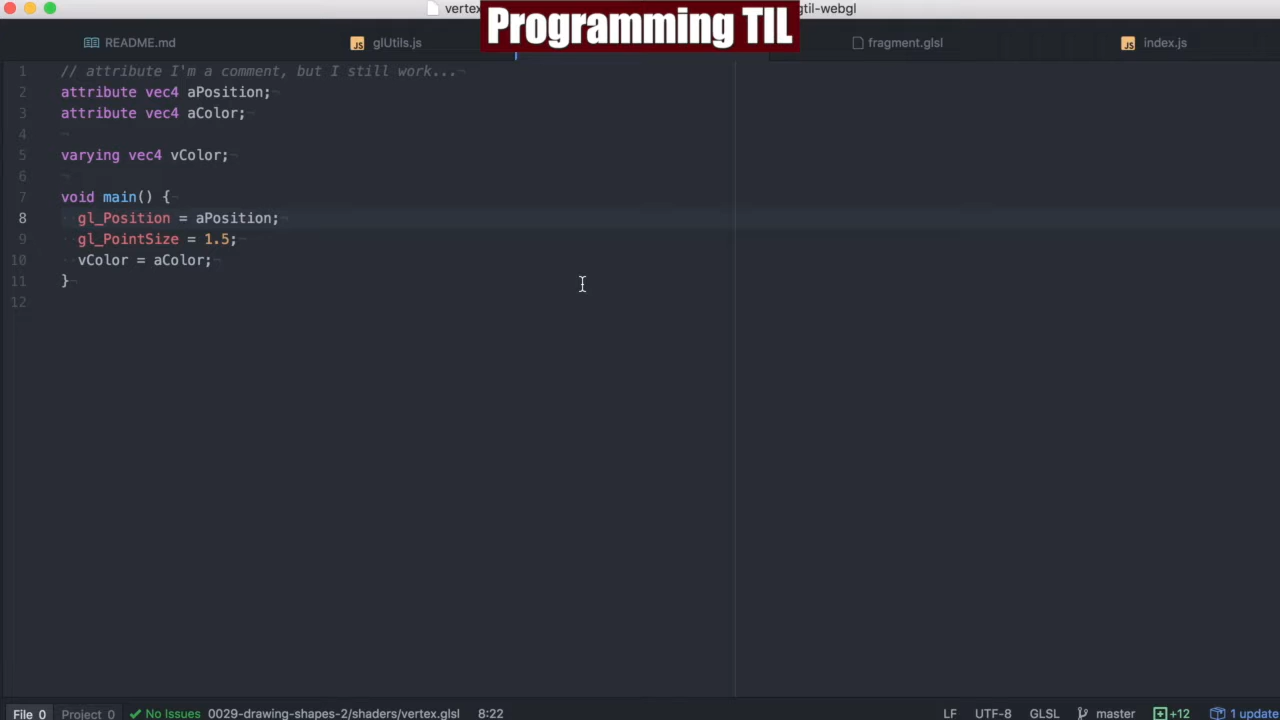 vertex
Programming TIL
gtil-webgl
README.md
glUtils.js
fragment.glsl
index.js
1 // attribute I'm a comment, but I still work...¬
2 attribute vec4 aPosition;¬
3 attribute vec4 aColor;¬
4 ¬
5 varying vec4 vColor;¬
6 ¬
7 void main() {¬
8 ··gl_Position = aPosition;¬
9 ··gl_PointSize = 1.5;¬
10 ··vColor = aColor;¬
11 }¬
12
File 0 Project 0 No Issues 0029-drawing-shapes-2/shaders/vertex.glsl 8:22 LF UTF-8 GLSL master +12 1 update